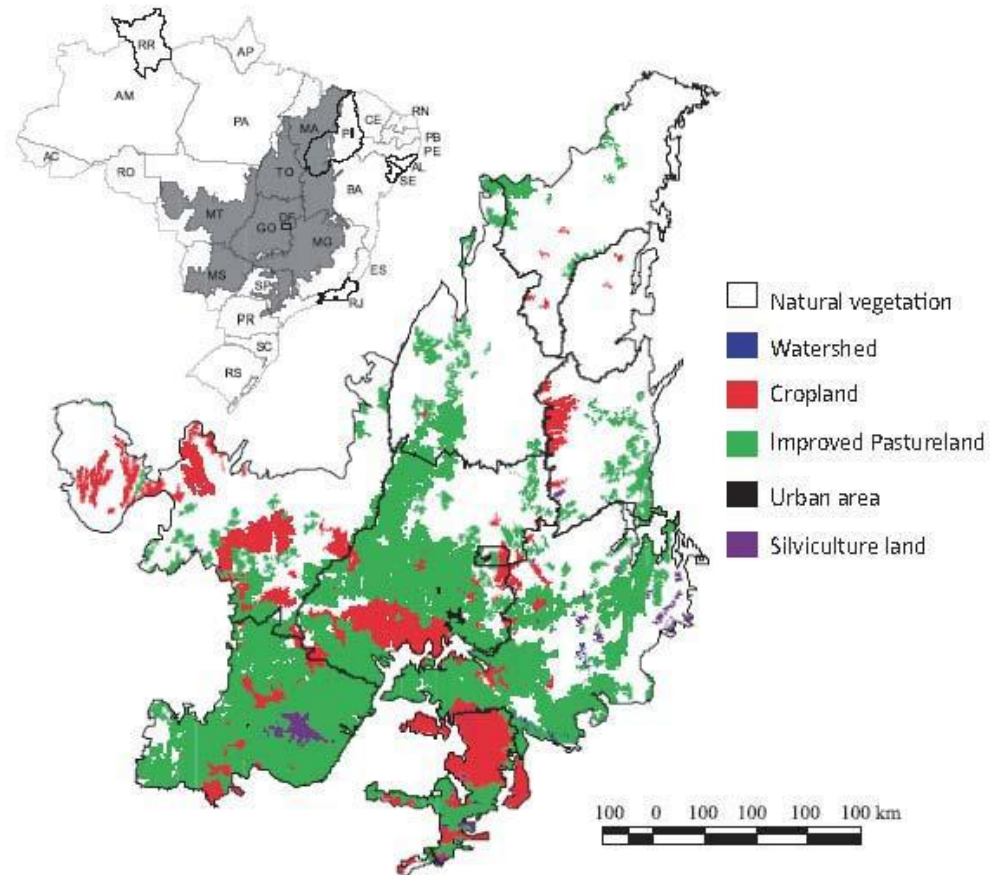 RR
AP
AM
PA
MA
PI
CE
RN
PB
PE
AL
SE
AC
RO
TO
BA
MT
DF
GO
MG
MS
ES
SP
RJ
PR
SC
RS
Natural vegetation
Watershed
Cropland
Improved Pastureland
Urban area
Silviculture land
100 0 100 100 100 100 km